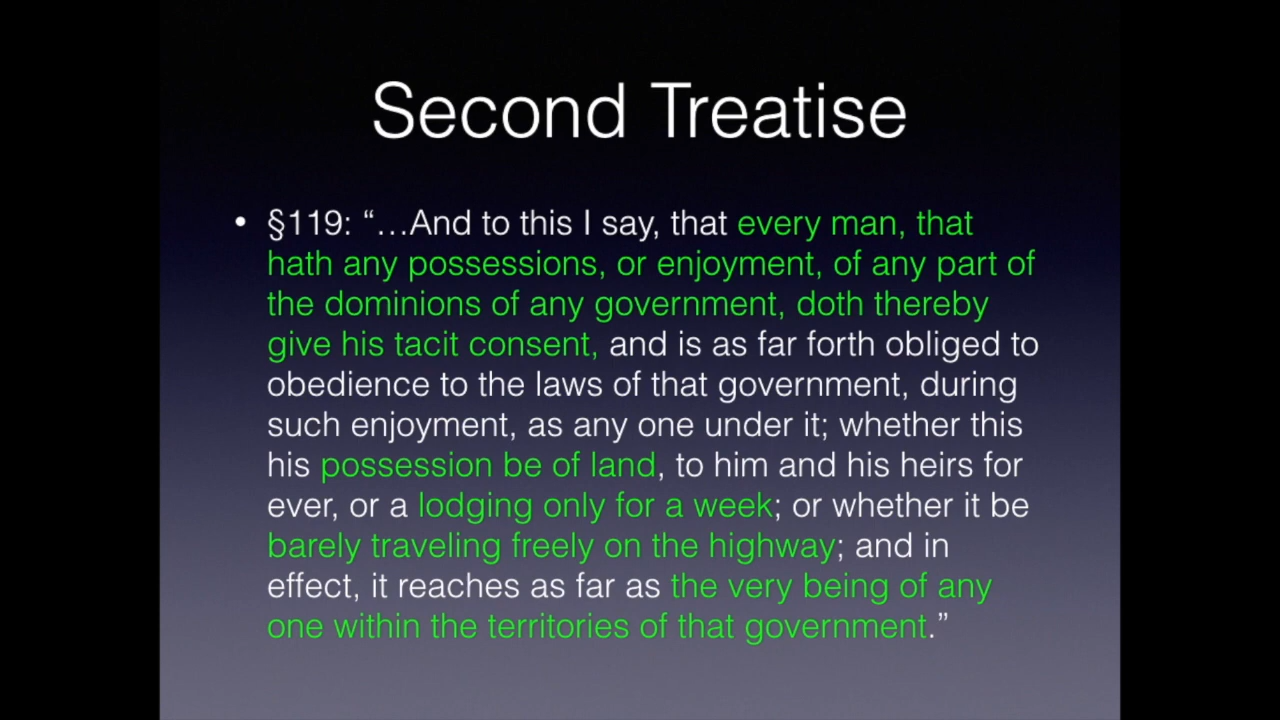 Second Treatise
• §119: “…And to this I say, that every man, that
hath any possessions, or enjoyment, of any part of
the dominions of any government, doth thereby
give his tacit consent, and is as far forth obliged to
obedience to the laws of that government, during
such enjoyment, as any one under it; whether this
his possession be of land, to him and his heirs for
ever, or a lodging only for a week; or whether it be
barely traveling freely on the highway; and in
effect, it reaches as far as the very being of any
one within the territories of that government.”